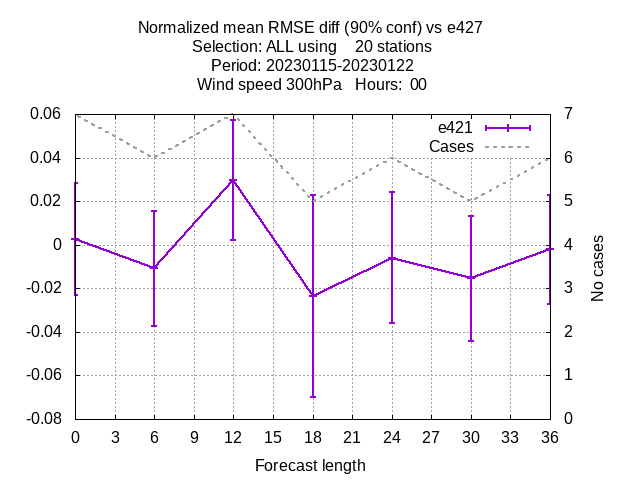 Normalized mean RMSE diff (90% conf) vs e427
Selection: ALL using    20 stations
Period: 20230115-20230122
Wind speed 300hPa   Hours:  00
0.06
0.04
0.02
0
-0.02
-0.04
-0.06
-0.08
e421
Cases
7
6
5
4
3
2
1
0
No cases
0 3 6 9 12 15 18 21 24 27 30 33 36
Forecast length